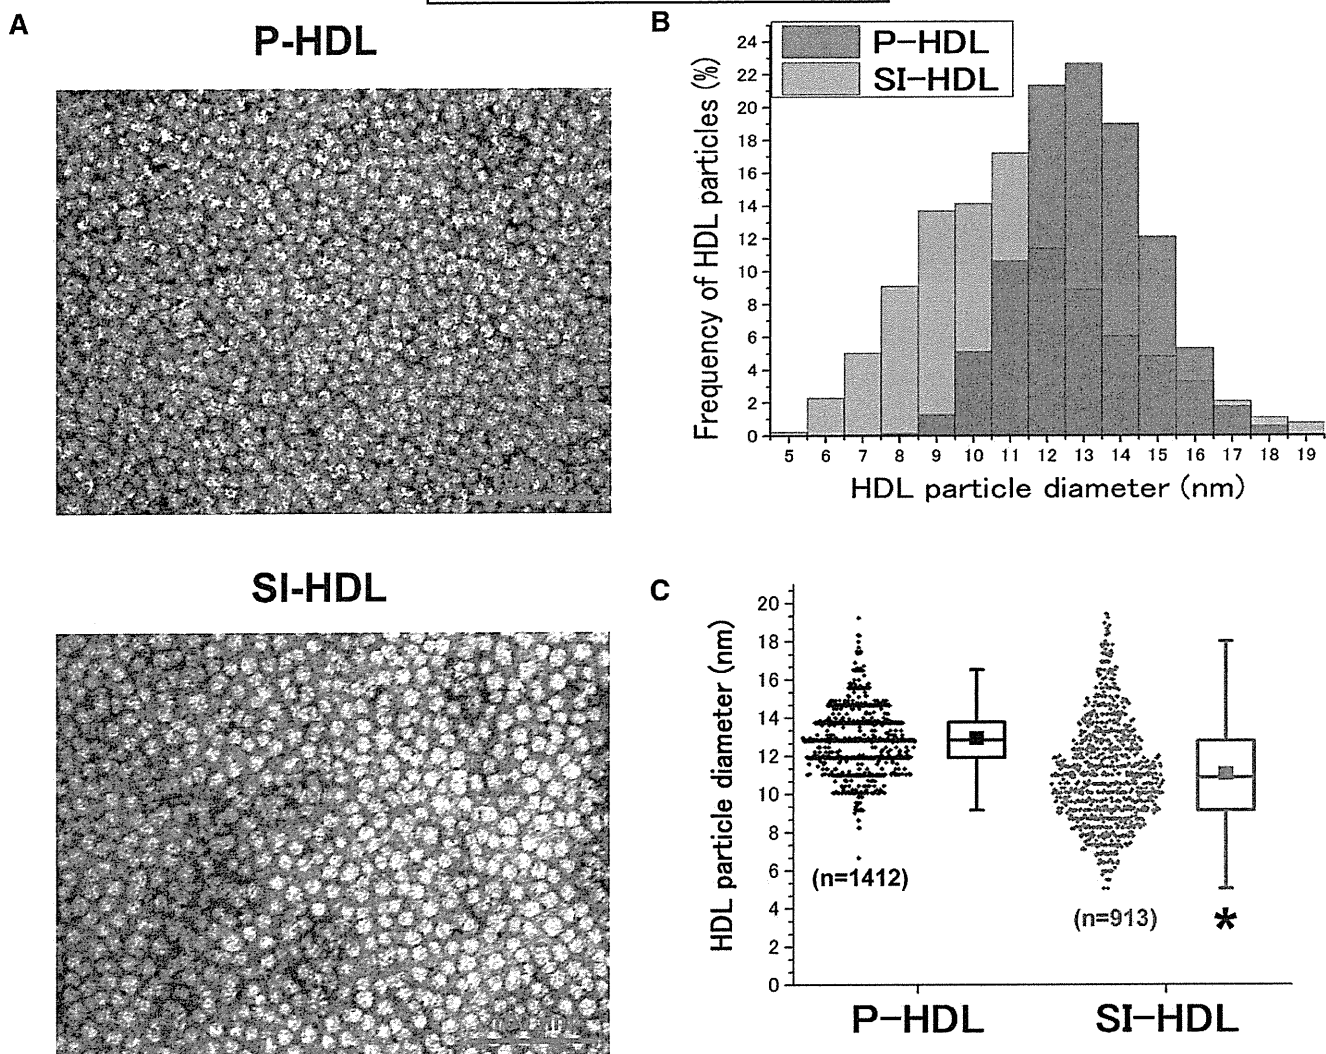 A
P-HDL
SI-HDL
B
P-HDL
SI-HDL
Frequency of HDL particles (%)
24
22
20
18
16
14
12
10
8
6
4
2
0
5 6 7 8 9 10 11 12 13 14 15 16 17 18 19
HDL particle diameter (nm)
C
HDL particle diameter (nm)
20
18
16
14
12
10
8
6
4
2
0
(n=1412)
(n=913)
*
P-HDL
SI-HDL